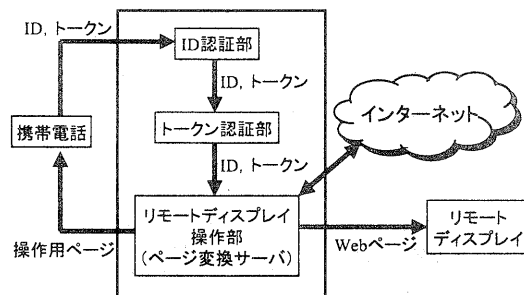 ID, トークン
ID認証部
ID, トークン
携帯電話
トークン認証部
インターネット
ID, トークン
リモートディスプレイ
操作部
(ページ変換サーバ)
操作用ページ
Webページ
リモート
ディスプレイ